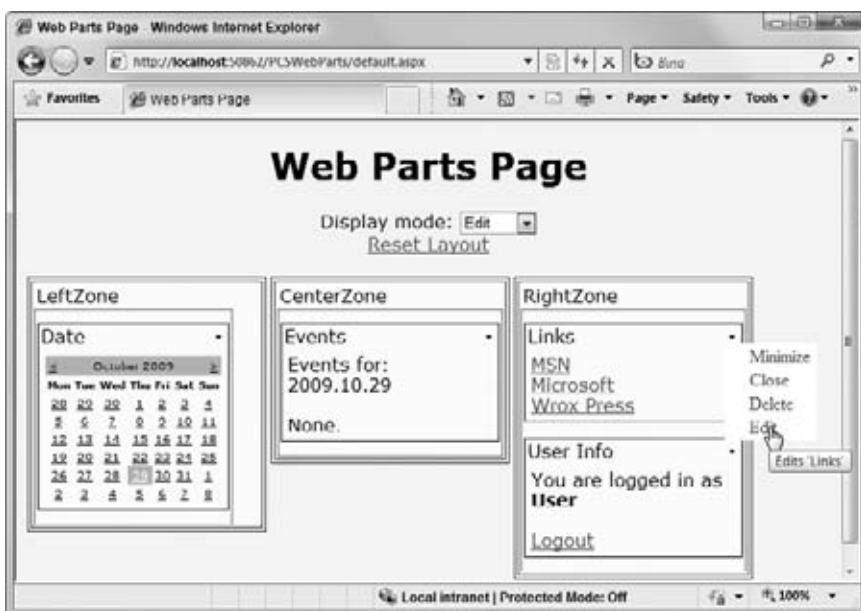 Web Parts Page Windows Internet Explorer
http://localhost:50862/PCSWebParts/default.aspx
Bing
Favorites
Web Parts Page
Page
Safety
Tools
Web Parts Page
Display mode: Edit
Reset Layout
LeftZone
Date
October 2009
Mon Tue Wed Thu Fri Sat Sun
28 29 30 1 2 3 4
5 6 7 8 9 10 11
12 13 14 15 16 17 18
19 20 21 22 23 24 25
26 27 28 29 30 31 1
2 3 4 5 6 7 8
CenterZone
Events
Events for:
2009.10.29
None.
RightZone
Links
MSN
Microsoft
Wrox Press
Minimize
Close
Delete
Edit
Edits 'Links'
User Info
You are logged in as
User
Logout
Local intranet | Protected Mode: Off
100%